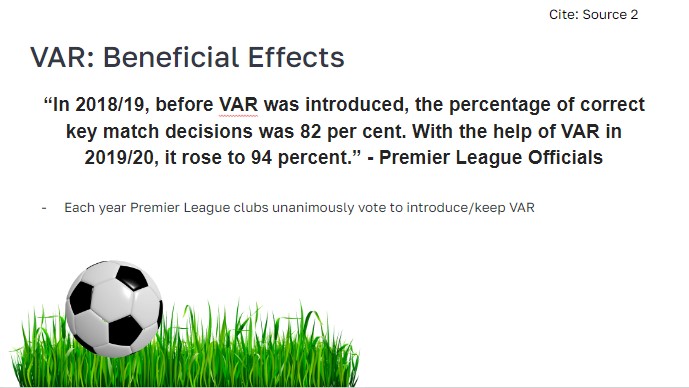 Cite: Source 2
VAR: Beneficial Effects
“In 2018/19, before VAR was introduced, the percentage of correct
key match decisions was 82 per cent. With the help of VAR in
2019/20, it rose to 94 percent.” - Premier League Officials
- Each year Premier League clubs unanimously vote to introduce/keep VAR